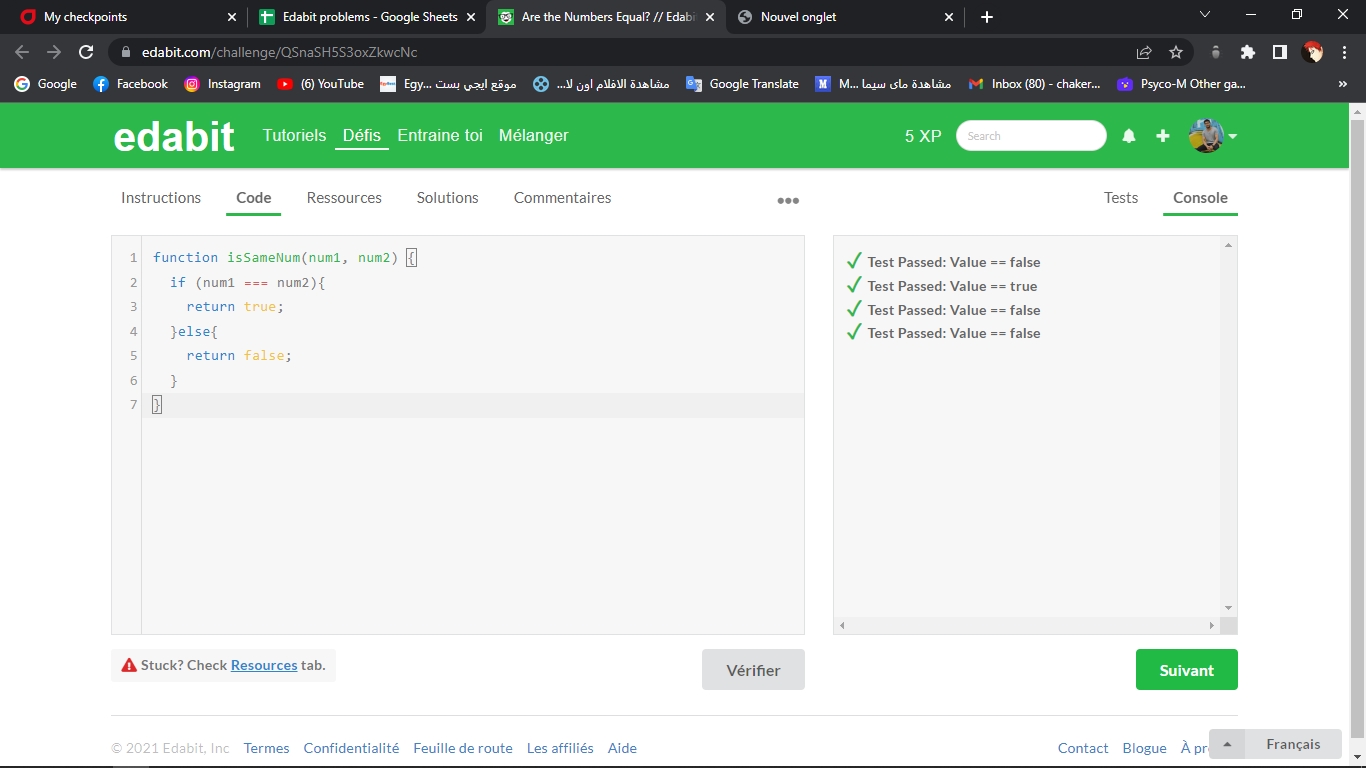 My checkpoints
Edabit problems - Google Sheets
Are the Numbers Equal? // Edabi
Nouvel onglet
edabit.com/challenge/QSnaSH5S3oxZkwcNc
Google
Facebook
Instagram
(6) YouTube
موقع ايجي بست ...Egy
مشاهدة الافلام اون لا...
Google Translate
مشاهدة ماى سيما ...M
Inbox (80) - chaker...
Psyco-M Other ga...
»
edabit
Tutoriels Défis Entraine toi Mélanger
5 XP
Search
Instructions Code Ressources Solutions Commentaires
Tests Console
1 function isSameNum(num1, num2) {
2 if (num1 === num2){
3 return true;
4 }else{
5 return false;
6 }
7 }
Test Passed: Value == false
Test Passed: Value == true
Test Passed: Value == false
Test Passed: Value == false
Stuck? Check Resources tab.
Vérifier
Suivant
© 2021 Edabit, Inc Termes Confidentialité Feuille de route Les affiliés Aide
Contact Blogue À pr
Français